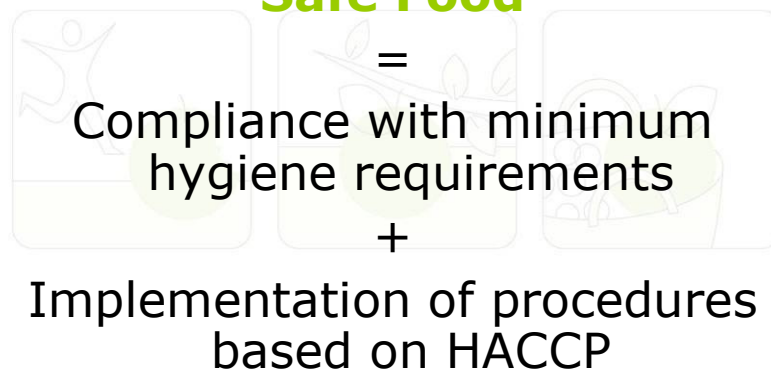 Safe Food
=
Compliance with minimum
hygiene requirements
+
Implementation of procedures
based on HACCP